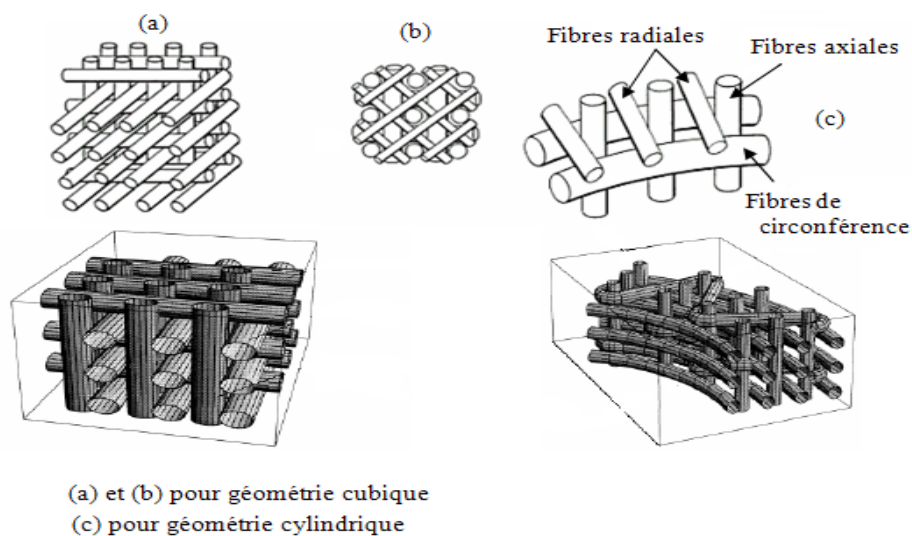 (a)
(b)
Fibres radiales
Fibres axiales
(c)
Fibres de
circonférence
(a) et (b) pour géométrie cubique
(c) pour géométrie cylindrique